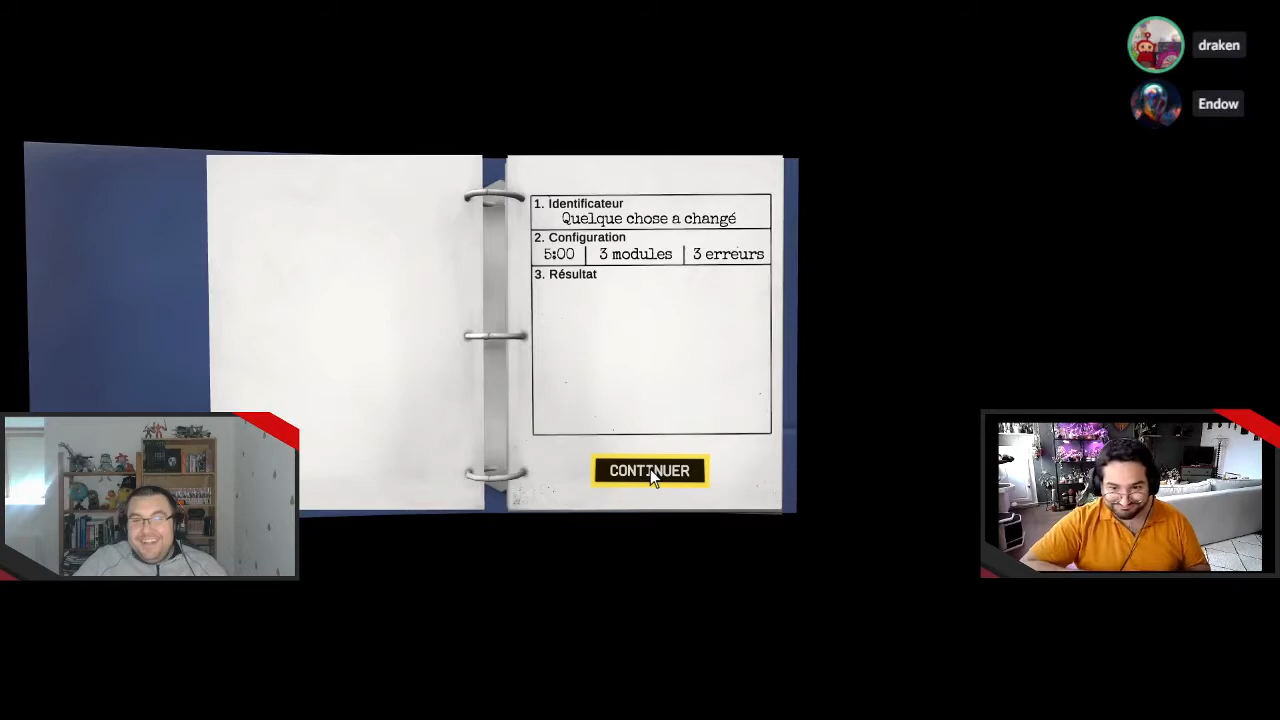 draken
Endow
1. Identificateur
Quelque chose a changé
2. Configuration
5:00 | 3 modules | 3 erreurs
3. Résultat
CONTINUER